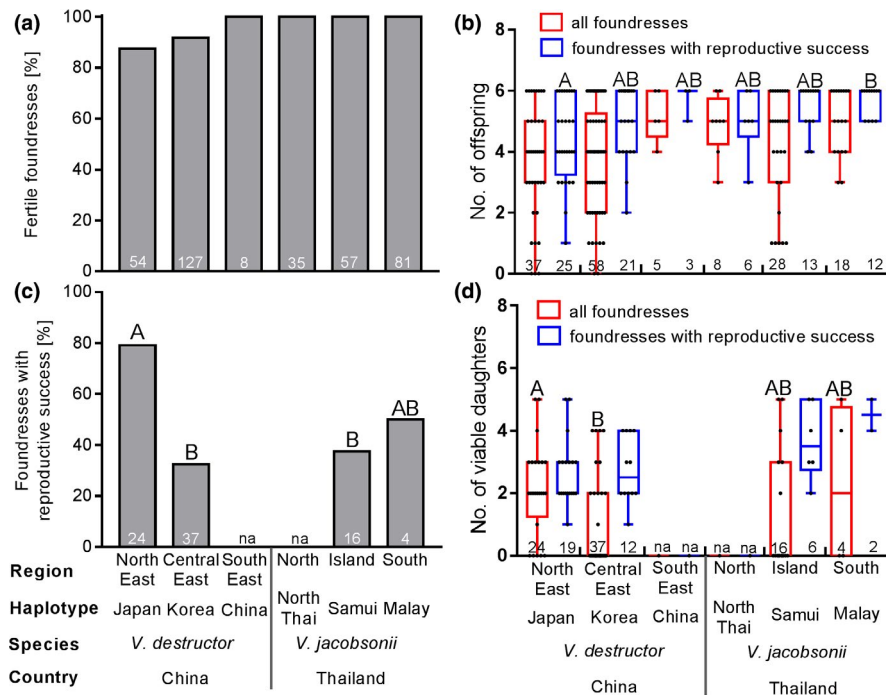 (a)
Fertile foundresses [%]
100
80
60
40
20
0
54 127 8 35 57 81
(b)
No. of offspring
8
6
4
2
0
all foundresses
foundresses with reproductive success
A AB AB AB AB B
37 25 58 21 5 3 8 6 28 13 18 12
(c)
Foundresses with
reproductive success [%]
100
80
60
40
20
0
A B na na B AB
24 37 16 4
(d)
No. of viable daughters
8
6
4
2
0
all foundresses
foundresses with reproductive success
A B AB AB
24 19 37 12 na na na na 16 6 4 2
Region
North East Central East South East North Island South
Haplotype
Japan Korea China North Thai Samui Malay
Species
V. destructor V. jacobsonii
Country
China Thailand
North East Central East South East North Island South
Japan Korea China North Thai Samui Malay
V. destructor V. jacobsonii
China Thailand